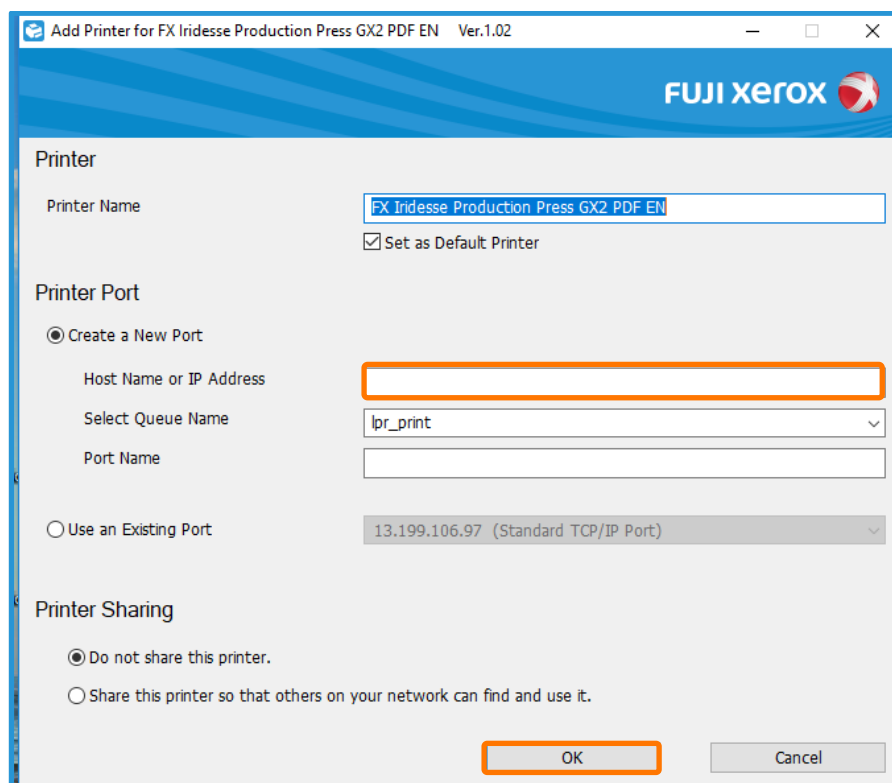 Add Printer for FX Iridesse Production Press GX2 PDF EN Ver.1.02
FUJI xerox
Printer
Printer Name
FX Iridesse Production Press GX2 PDF EN
Set as Default Printer
Printer Port
Create a New Port
Host Name or IP Address
Select Queue Name
lpr_print
Port Name
Use an Existing Port
13.199.106.97 (Standard TCP/IP Port)
Printer Sharing
Do not share this printer.
Share this printer so that others on your network can find and use it.
OK Cancel